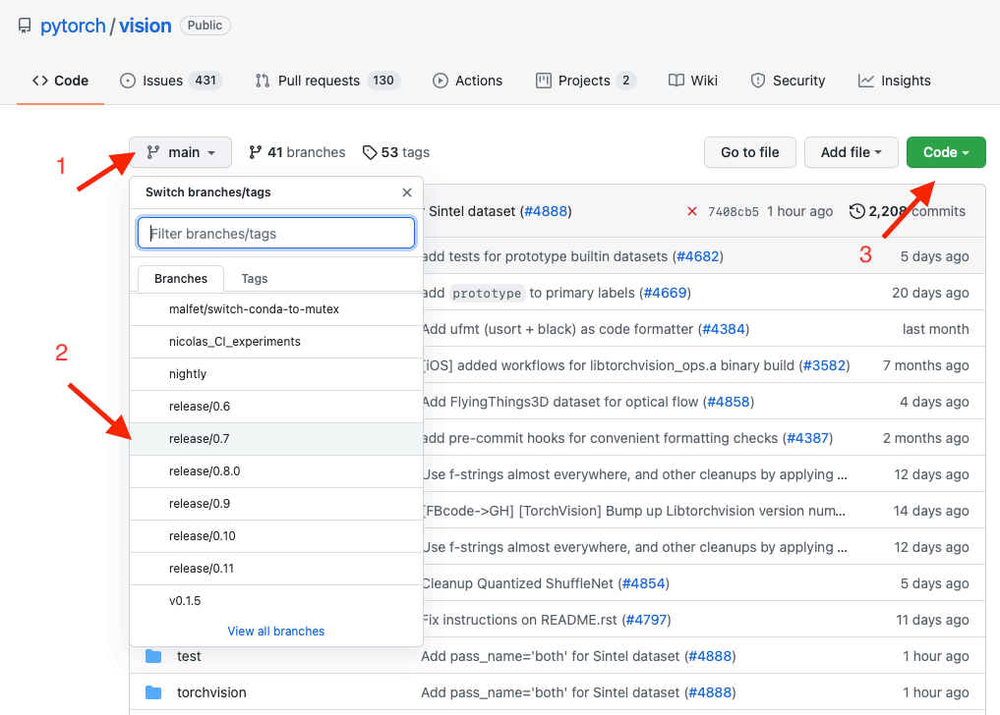 pytorch / vision Public
Code Issues 431 Pull requests 130 Actions Projects 2 Wiki Security Insights
1
main 41 branches 53 tags Go to file Add file Code
Switch branches/tags
Sintel dataset (#4888) 7408cb5 1 hour ago 2,208 commits
Filter branches/tags
3
add tests for prototype builtin datasets (#4682) 5 days ago
Branches Tags
add prototype to primary labels (#4669) 20 days ago
malfet/switch-conda-to-mutex
Add ufmt (usort + black) as code formatter (#4384) last month
nicolas_CI_experiments
2
[iOS] added workflows for libtorchvision_ops.a binary build (#3582) 7 months ago
nightly
release/0.6
Add FlyingThings3D dataset for optical flow (#4858) 4 days ago
release/0.7
add pre-commit hooks for convenient formatting checks (#4387) 2 months ago
release/0.8.0
Use f-strings almost everywhere, and other cleanups by applying ... 12 days ago
release/0.9
[FBcode->GH] [TorchVision] Bump up Libtorchvision version num... 14 days ago
release/0.10
Use f-strings almost everywhere, and other cleanups by applying ... 12 days ago
release/0.11
Cleanup Quantized ShuffleNet (#4854) 5 days ago
v0.1.5
Fix instructions on README.rst (#4797) 11 days ago
View all branches
test Add pass_name='both' for Sintel dataset (#4888) 1 hour ago
torchvision Add pass_name='both' for Sintel dataset (#4888) 1 hour ago